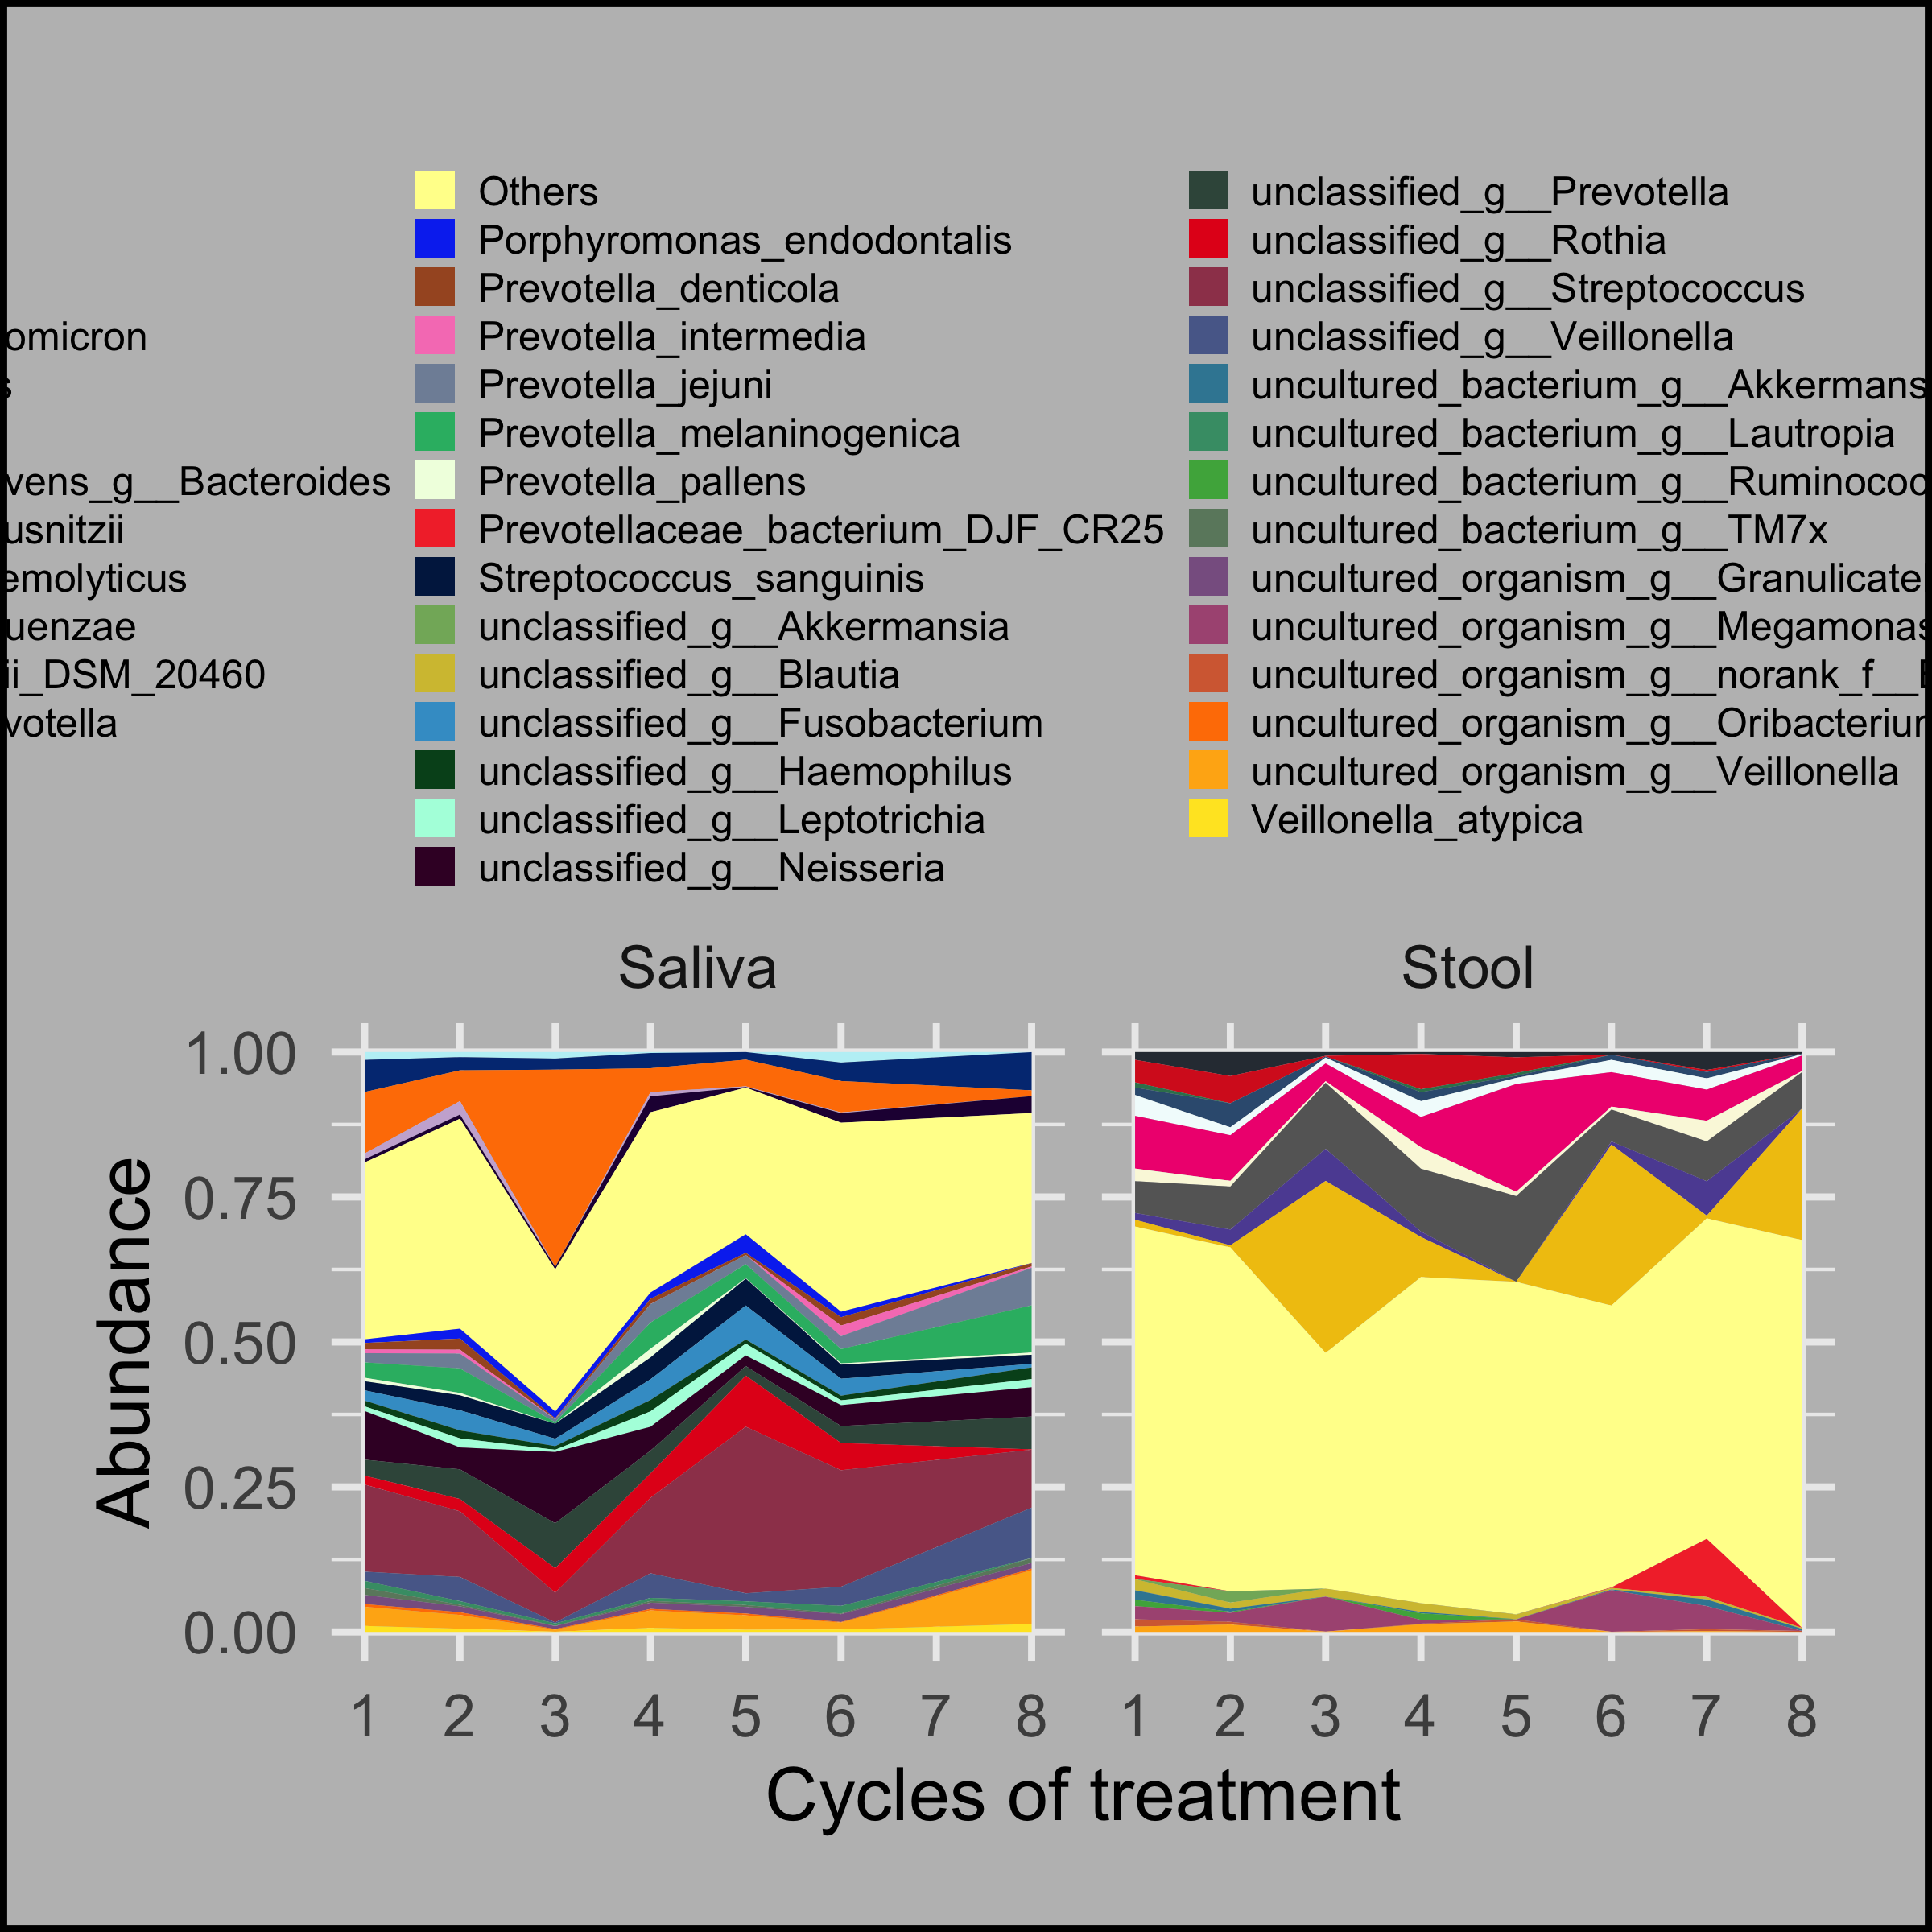 omicron
s
vens_g__Bacteroides
usnitzii
emolyticus
uenzae
ii_DSM_20460
votella
Others
Porphyromonas_endodontalis
Prevotella_denticola
Prevotella_intermedia
Prevotella_jejuni
Prevotella_melaninogenica
Prevotella_pallens
Prevotellaceae_bacterium_DJF_CR25
Streptococcus_sanguinis
unclassified_g__Akkermansia
unclassified_g__Blautia
unclassified_g__Fusobacterium
unclassified_g__Haemophilus
unclassified_g__Leptotrichia
unclassified_g__Neisseria
unclassified_g__Prevotella
unclassified_g__Rothia
unclassified_g__Streptococcus
unclassified_g__Veillonella
uncultured_bacterium_g__Akkermans
uncultured_bacterium_g__Lautropia
uncultured_bacterium_g__Ruminococ
uncultured_bacterium_g__TM7x
uncultured_organism_g__Granulicate
uncultured_organism_g__Megamonas
uncultured_organism_g__norank_f__
uncultured_organism_g__Oribacterium
uncultured_organism_g__Veillonella
Veillonella_atypica
Saliva
Stool
1.00
0.75
0.50
0.25
0.00
Abundance
1 2 3 4 5 6 7 8
1 2 3 4 5 6 7 8
Cycles of treatment